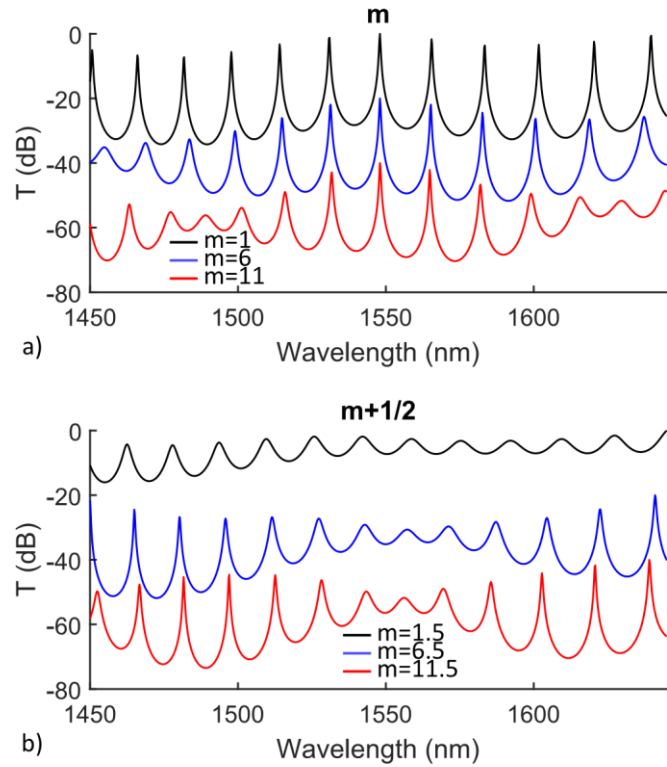 m
0
-20
-40
-60
-80
T (dB)
m=1
m=6
m=11
1450
1500
1550
1600
Wavelength (nm)
a)
m+1/2
0
-20
-40
-60
-80
T (dB)
m=1.5
m=6.5
m=11.5
1450
1500
1550
1600
Wavelength (nm)
b)